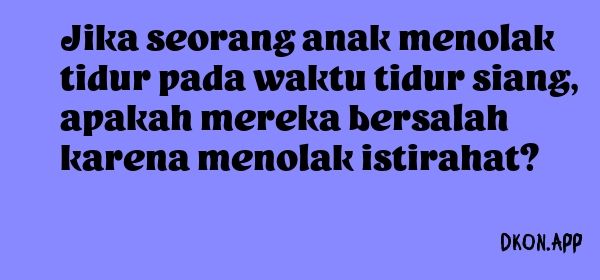 Jika seorang anak menolak
tidur pada waktu tidur siang,
apakah mereka bersalah
karena menolak istirahat?
DKON.APP